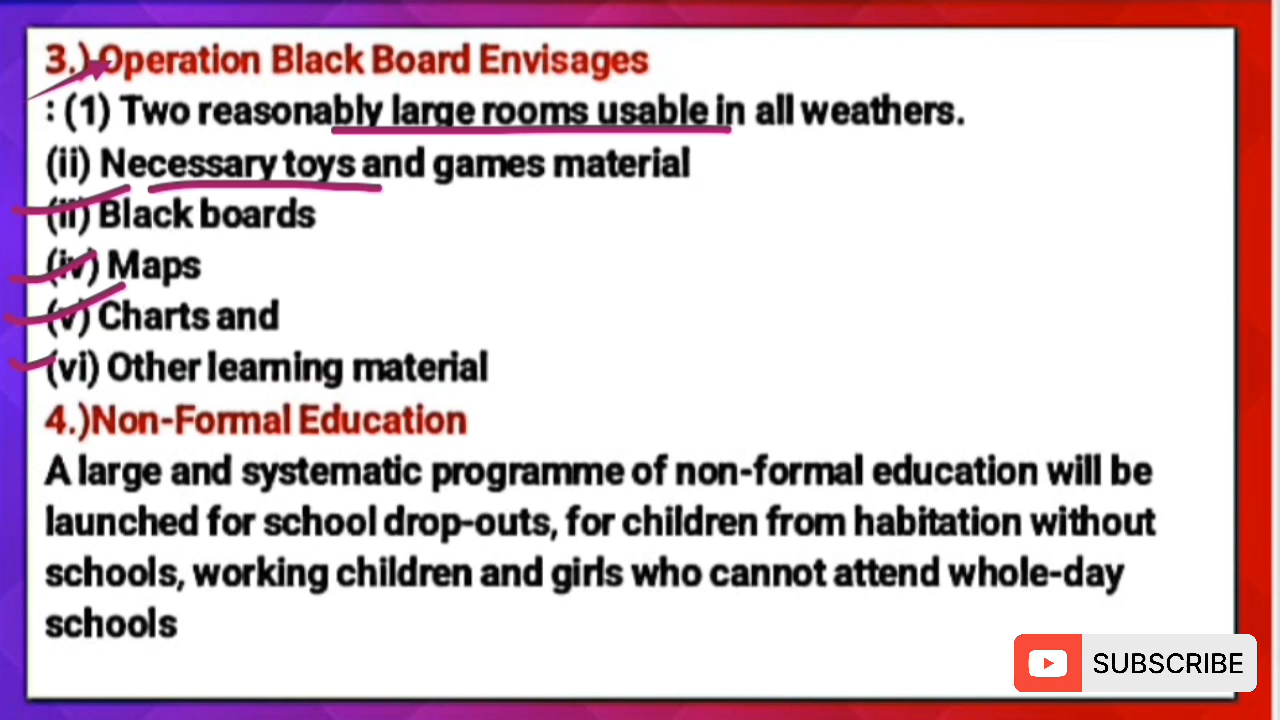 3.) Operation Black Board Envisages
: (1) Two reasonably large rooms usable in all weathers.
(ii) Necessary toys and games material
(ii) Black boards
(iv) Maps
(v) Charts and
(vi) Other learning material
4.)Non-Formal Education
A large and systematic programme of non-formal education will be
launched for school drop-outs, for children from habitation without
schools, working children and girls who cannot attend whole-day
schools
SUBSCRIBE